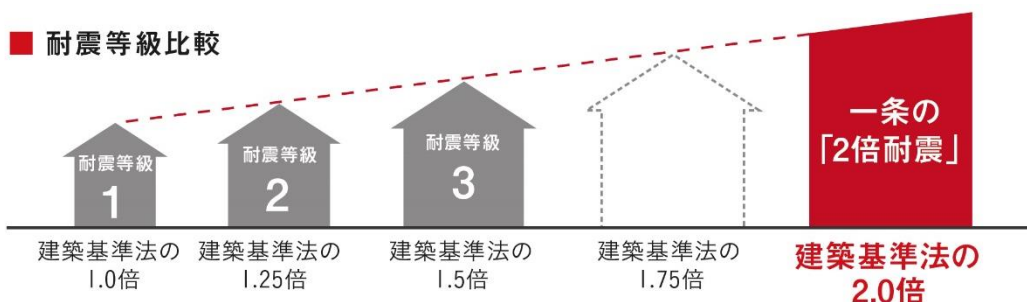 ■ 耐震等級比較
耐震等級
1
耐震等級
2
耐震等級
3
一条の
「2倍耐震」
建築基準法の
1.0倍
建築基準法の
1.25倍
建築基準法の
1.5倍
建築基準法の
1.75倍
建築基準法の
2.0倍